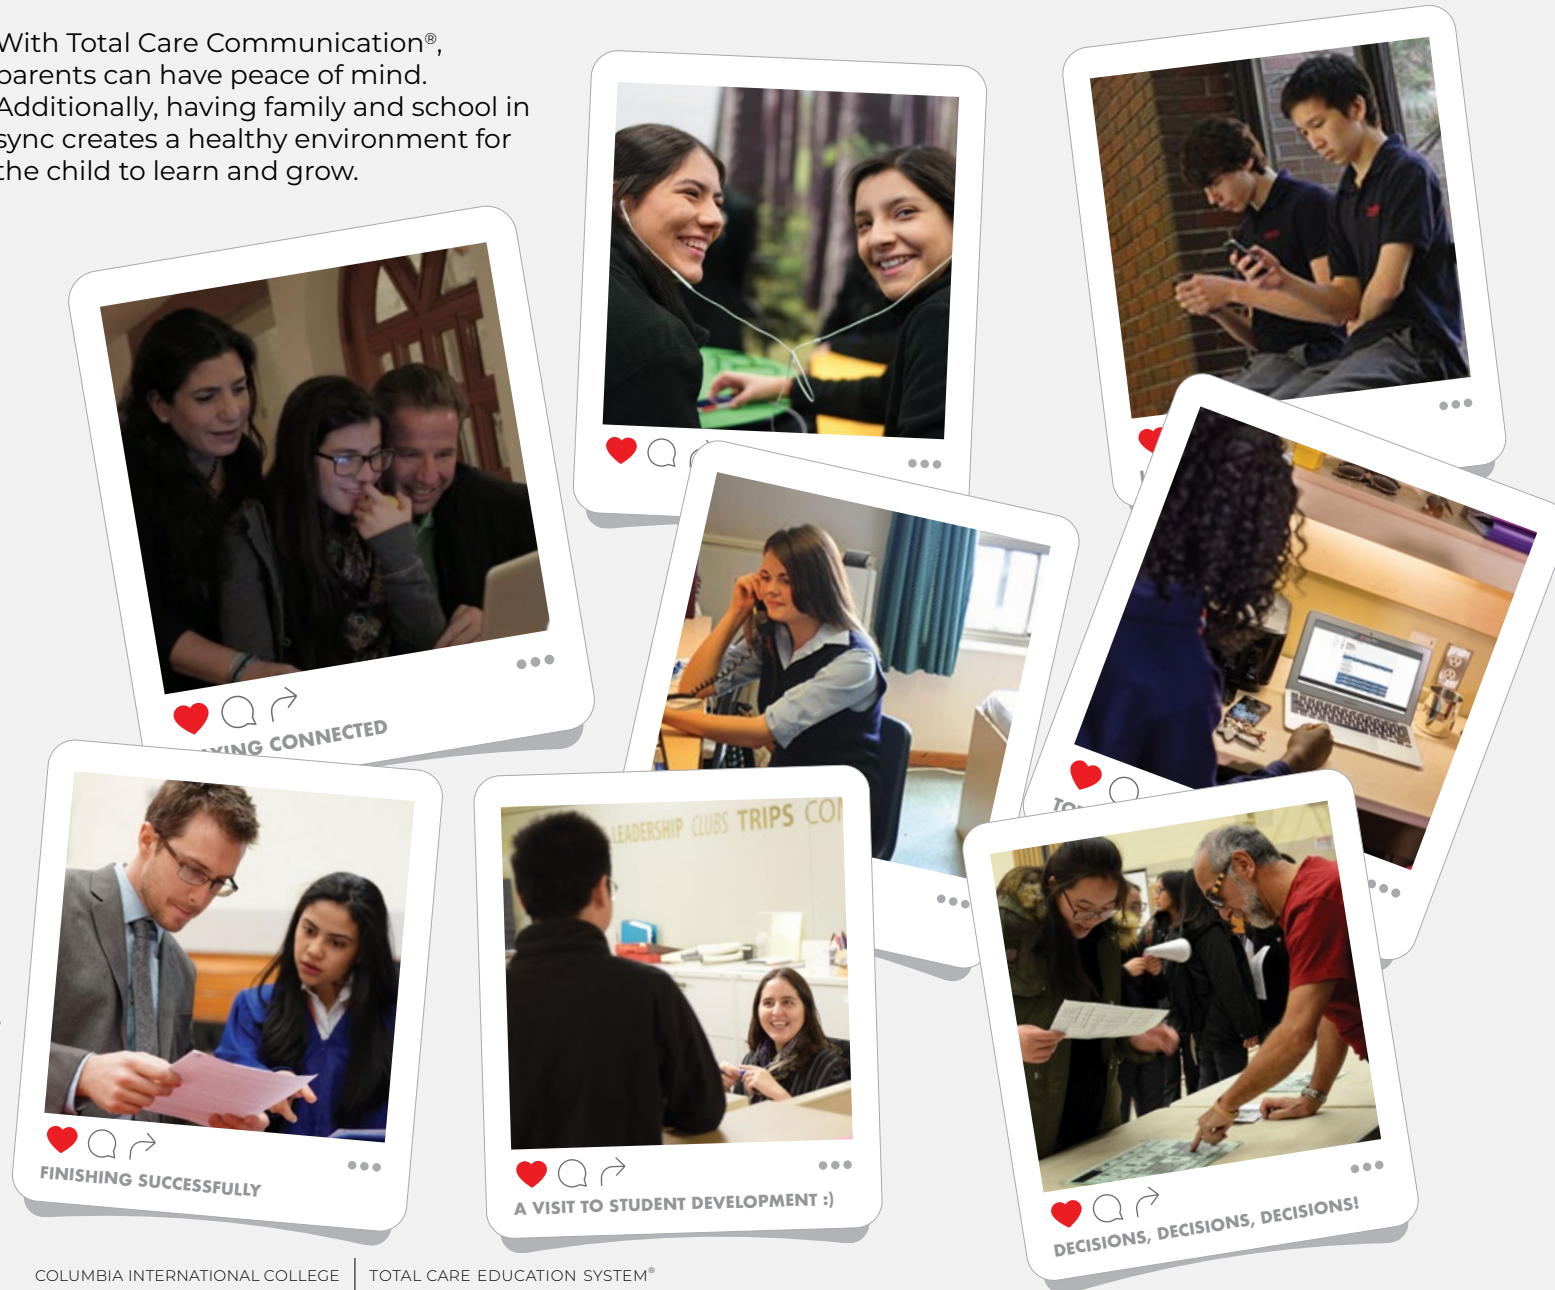 With Total Care Communication®,
parents can have peace of mind.
Additionally, having family and school in
sync creates a healthy environment for
the child to learn and grow.
CONNECTED
LEADERSHIP CLUBS TRIPS
FINISHING SUCCESSFULLY
A VISIT TO STUDENT DEVELOPMENT :)
DECISIONS, DECISIONS, DECISIONS!
COLUMBIA INTERNATIONAL COLLEGE | TOTAL CARE EDUCATION SYSTEM®